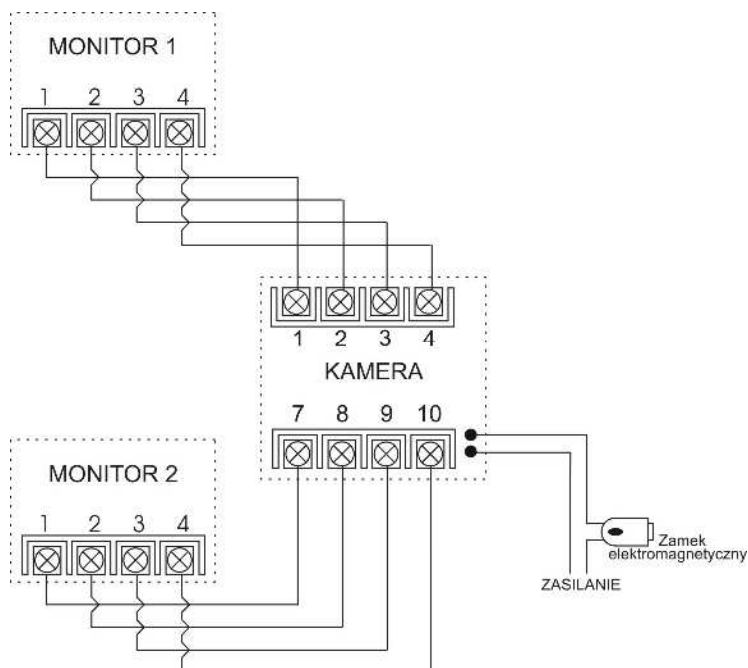 MONITOR 1
1 2 3 4
1 2 3 4
KAMERA
7 8 9 10
MONITOR 2
1 2 3 4
Zamek
elektromagnetyczny
ZASILANIE